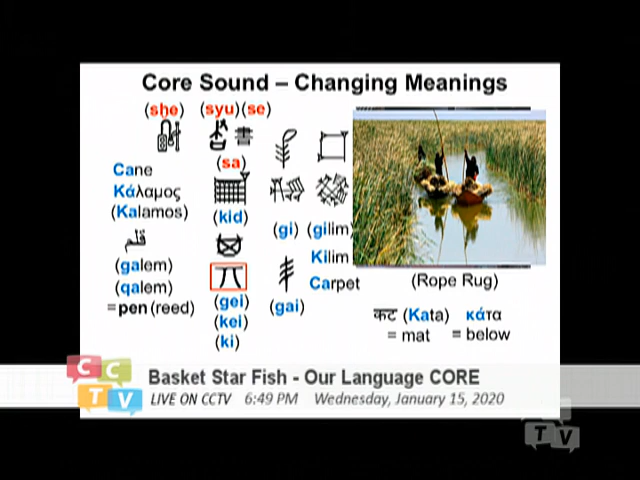 Core Sound – Changing Meanings
(she) (syu) (se)
書
(sa)
Cane
Κάλαμος
(Kalamos)
(kid)
(gi) (gilim)
Kilim
Carpet
قلم
(galem)
(qalem)
= pen (reed)
(gei)
(kei)
(ki)
(gai)
(Rope Rug)
कट (Kata)
= mat
κάτα
= below
CCTV
Basket Star Fish - Our Language CORE
LIVE ON CCTV 6:49 PM Wednesday, January 15, 2020
TV